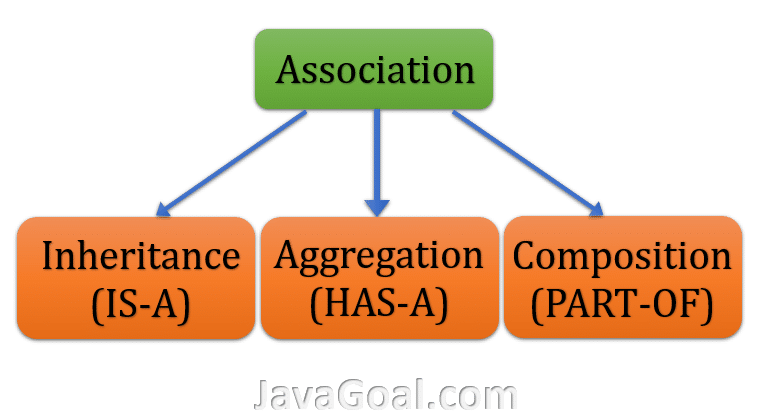 Association
Inheritance
(IS-A)
Aggregation
(HAS-A)
Composition
(PART-OF)
JavaGoal.com